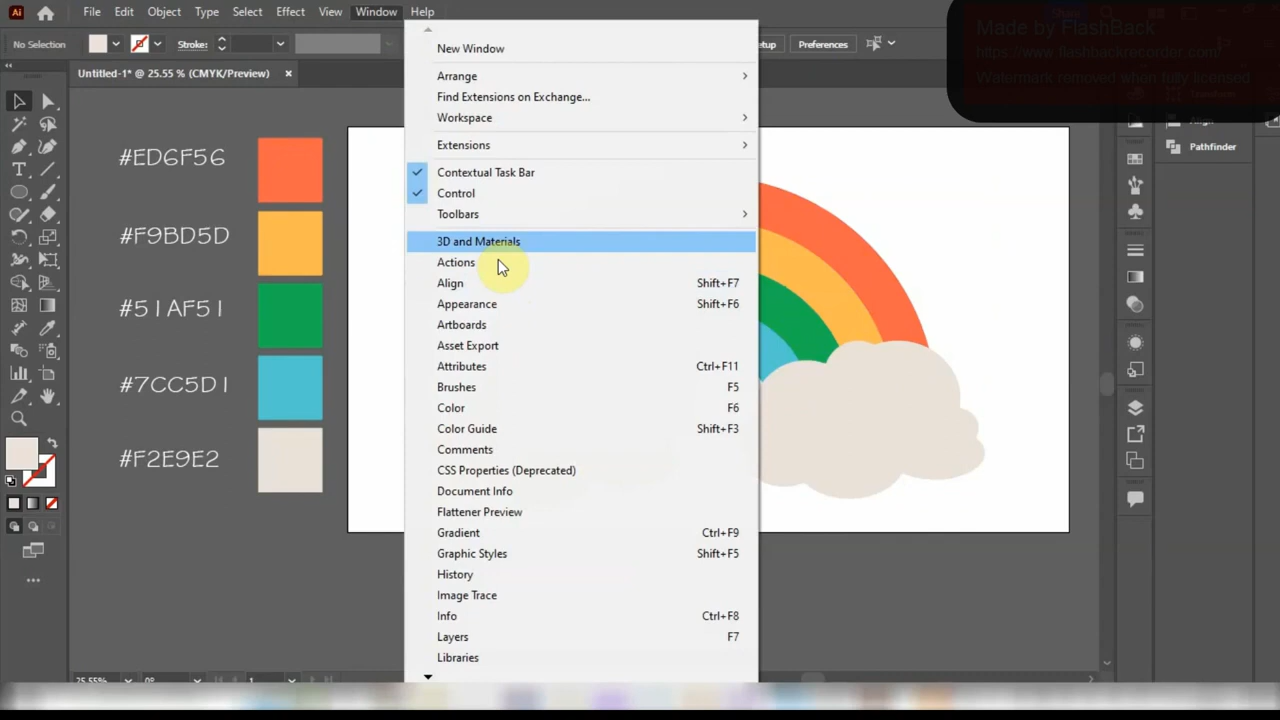 Ai File Edit Object Type Select Effect View Window Help
Made by FlashBack
https://www.flashbackrecorder.com/
Watermark removed when fully licensed
No Selection Stroke: Preferences
Untitled-1* @ 25.55 % (CMYK/Preview) ×
New Window
Arrange
Find Extensions on Exchange...
Workspace
Extensions
Contextual Task Bar
Control
Toolbars
3D and Materials
Actions
Align Shift+F7
Appearance Shift+F6
Artboards
Asset Export
Attributes Ctrl+F11
Brushes F5
Color F6
Color Guide Shift+F3
Comments
CSS Properties (Deprecated)
Document Info
Flattener Preview
Gradient Ctrl+F9
Graphic Styles Shift+F5
History
Image Trace
Info Ctrl+F8
Layers F7
Libraries
#ED6F56
#F9BD5D
#51AF51
#7CC5D1
#F2E9E2
Transform
Align
Pathfinder
25.55% 0° 1